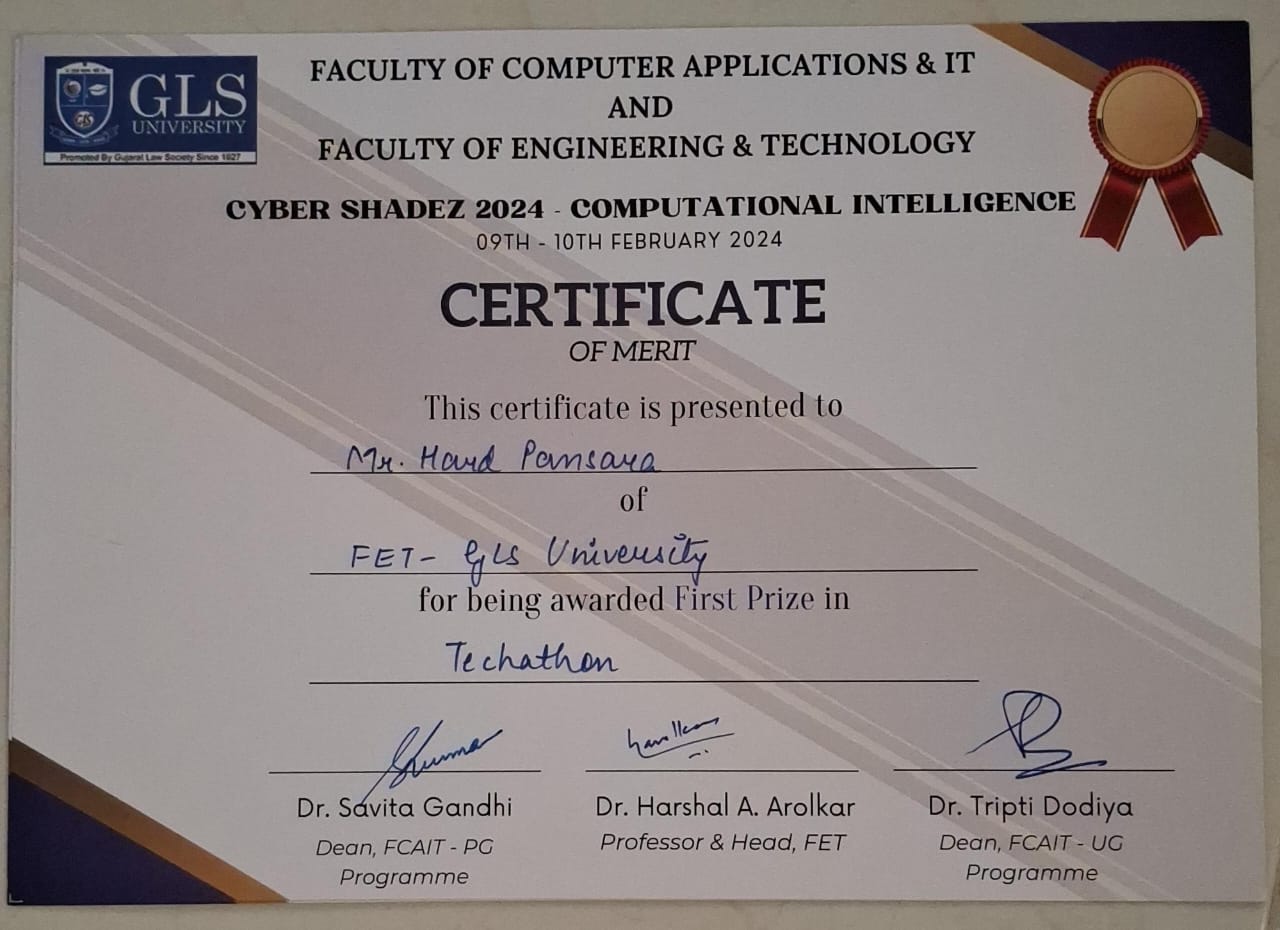 GLS
UNIVERSITY
Promoted By Gujarat Law Society Since 1927
FACULTY OF COMPUTER APPLICATIONS & IT
AND
FACULTY OF ENGINEERING & TECHNOLOGY
CYBER SHADEZ 2024 - COMPUTATIONAL INTELLIGENCE
09TH - 10TH FEBRUARY 2024
CERTIFICATE
OF MERIT
This certificate is presented to
Mr. Hard Pansara
of
FET- GLS University
for being awarded First Prize in
Techathon
Dr. Savita Gandhi
Dean, FCAIT - PG
Programme
Dr. Harshal A. Arolkar
Professor & Head, FET
Dr. Tripti Dodiya
Dean, FCAIT - UG
Programme